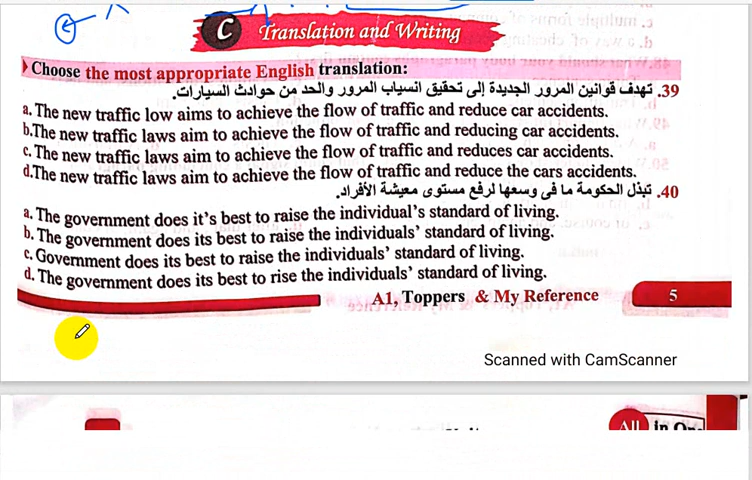 C Translation and Writing
Choose the most appropriate English translation:
39. تهدف قوانين المرور الجديدة إلى تحقيق انسياب المرور والحد من حوادث السيارات.
a. The new traffic low aims to achieve the flow of traffic and reduce car accidents.
b.The new traffic laws aim to achieve the flow of traffic and reducing car accidents.
c. The new traffic laws aim to achieve the flow of traffic and reduces car accidents.
d.The new traffic laws aim to achieve the flow of traffic and reduce the cars accidents.
40. تبذل الحكومة ما فى وسعها لرفع مستوى معيشة الأفراد.
a. The government does it's best to raise the individual's standard of living.
b. The government does its best to raise the individuals' standard of living.
c. Government does its best to raise the individuals' standard of living.
d. The government does its best to rise the individuals' standard of living.
A1, Toppers & My Reference 5
Scanned with CamScanner
All in